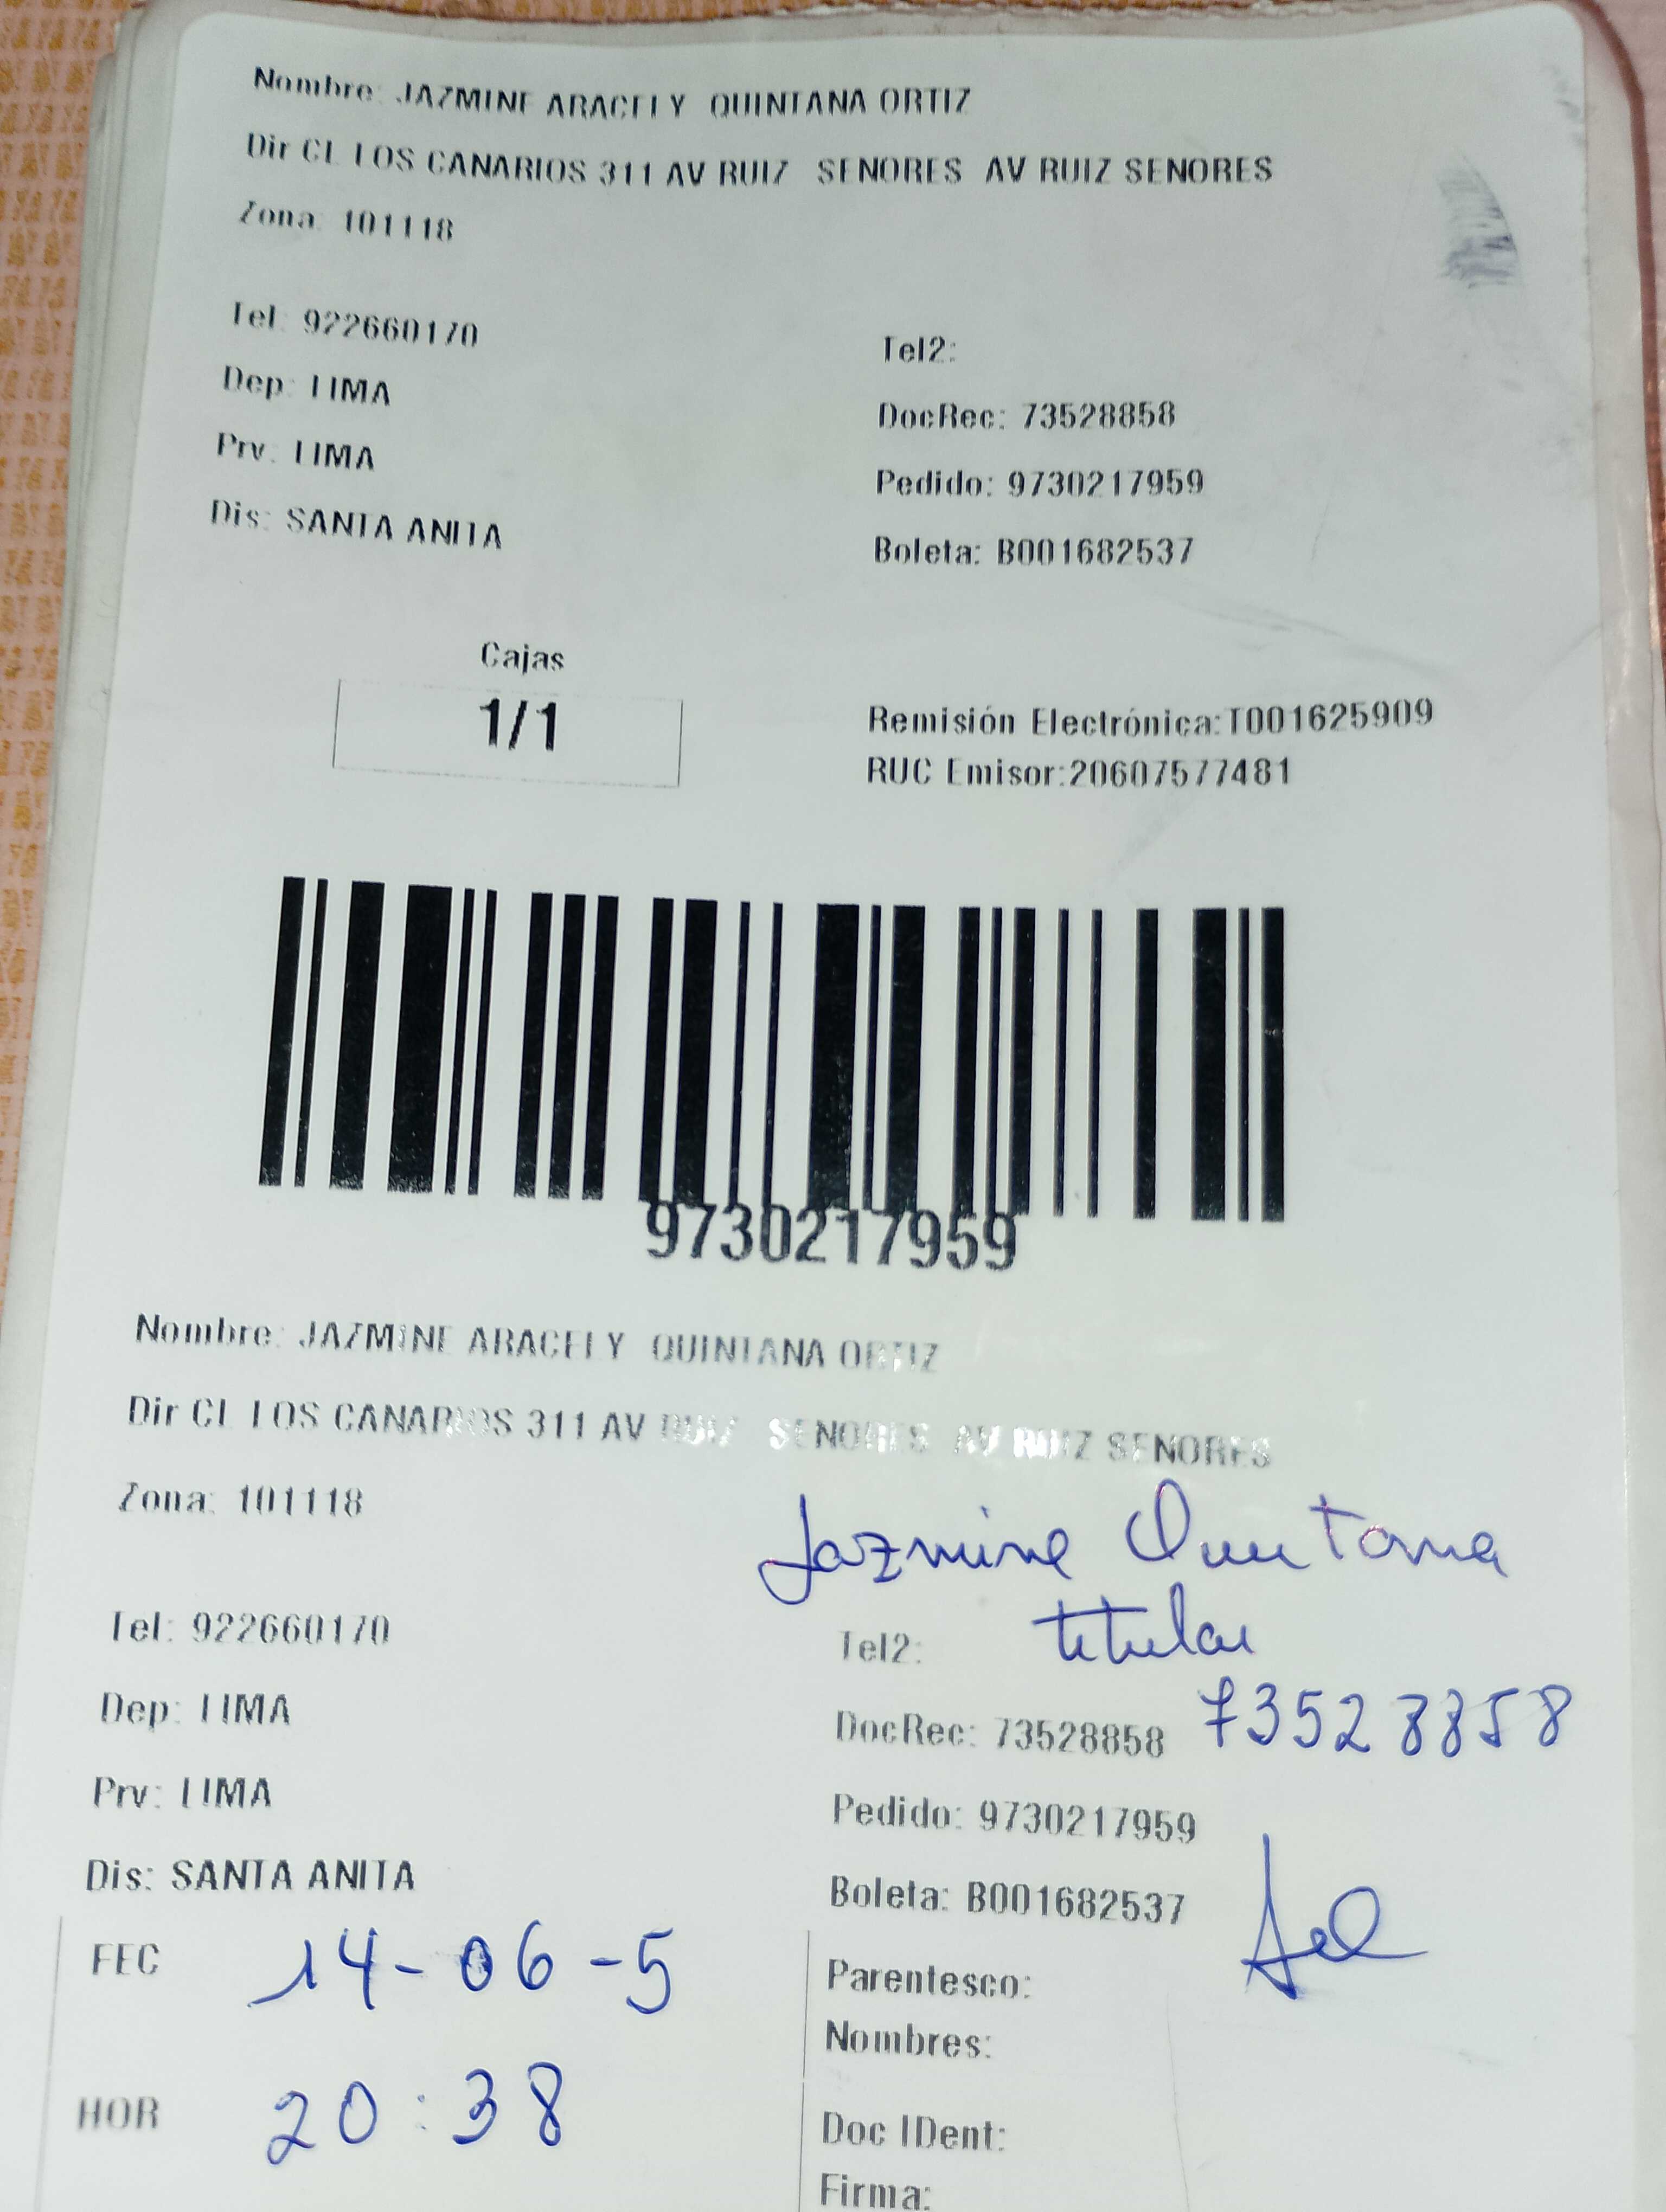 Nombre: JAZMINE ARACELY QUINTANA ORTIZ
Dir CL LOS CANARIOS 311 AV RUIZ SENORES AV RUIZ SENORES
Zona: 101118
Tel: 922660170
Tel2:
Dep: LIMA
DocRec: 73528858
Prv: LIMA
Pedido: 9730217959
Dis: SANTA ANITA
Boleta: B001682537
Cajas
1/1
Remisión Electrónica:T001625909
RUC Emisor:20607577481
9730217959
Nombre: JAZMINE ARACELY QUINTANA ORTIZ
Dir CL LOS CANARIOS 311 AV RUIZ SENORES AV RUIZ SENORES
Zona: 101118
Jazmine Quintana
titular
Tel: 922660170
Tel2:
Dep: LIMA
DocRec: 73528858 73528858
Prv: LIMA
Pedido: 9730217959
Dis: SANTA ANITA
Boleta: B001682537
FEC 14-06-5
Parentesco:
Nombres:
HOR 20:38
Doc IDent:
Firma: